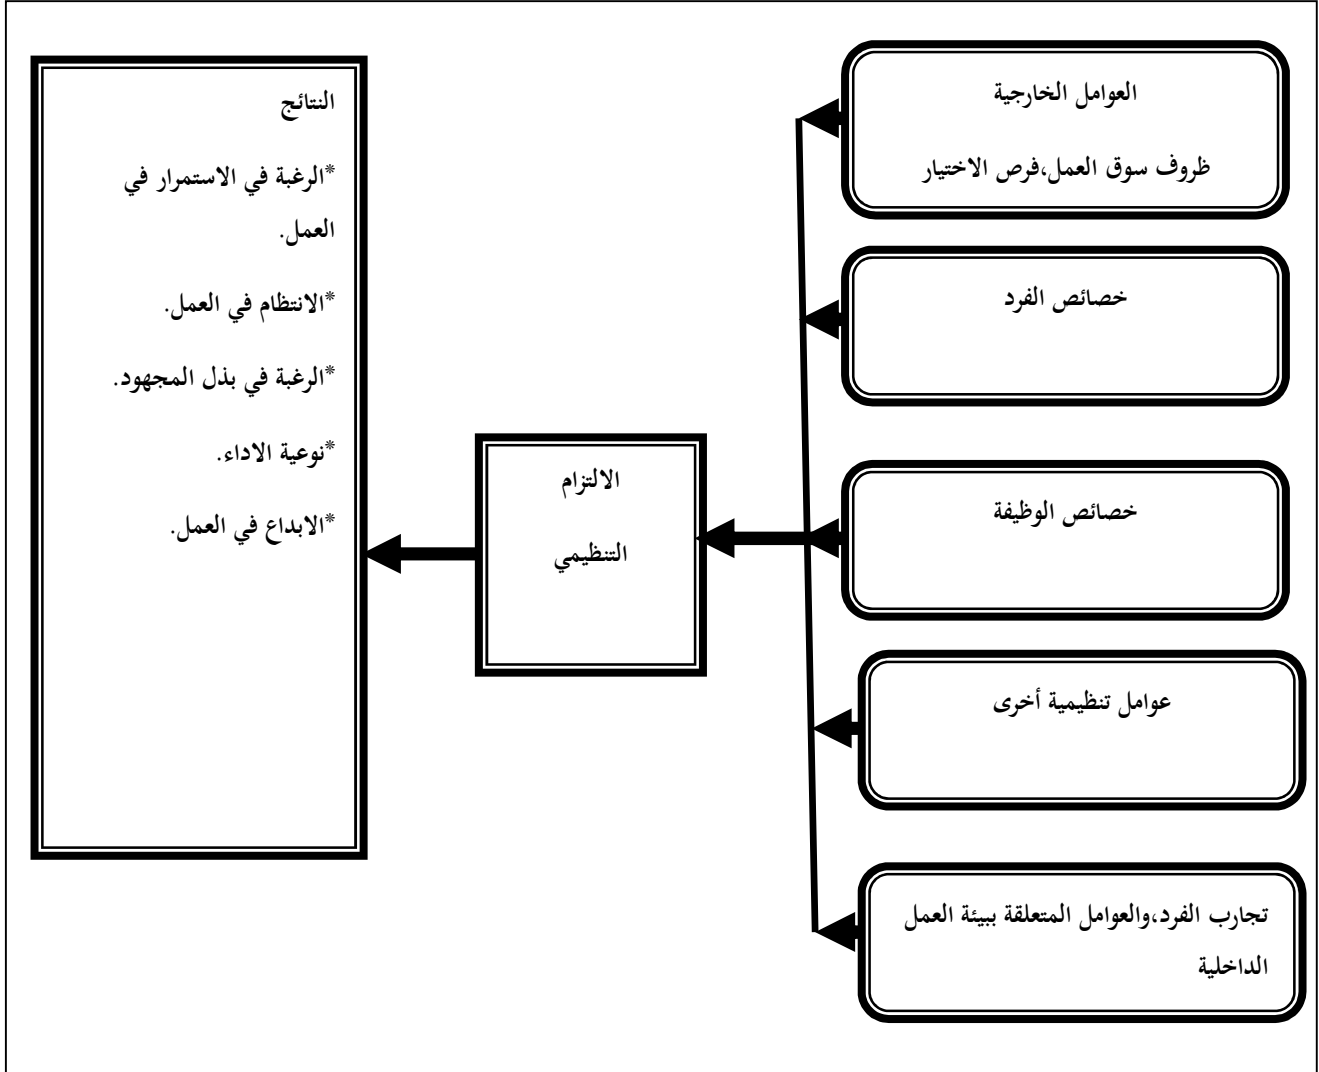 العوامل الخارجية
ظروف سوق العمل،فرص الاختيار
خصائص الفرد
خصائص الوظيفة
عوامل تنظيمية أخرى
تجارب الفرد،والعوامل المتعلقة ببيئة العمل
الداخلية
الالتزام
التنظيمي
النتائج
*الرغبة في الاستمرار في
العمل.
*الانتظام في العمل.
*الرغبة في بذل المجهود.
*نوعية الاداء.
*الابداع في العمل.